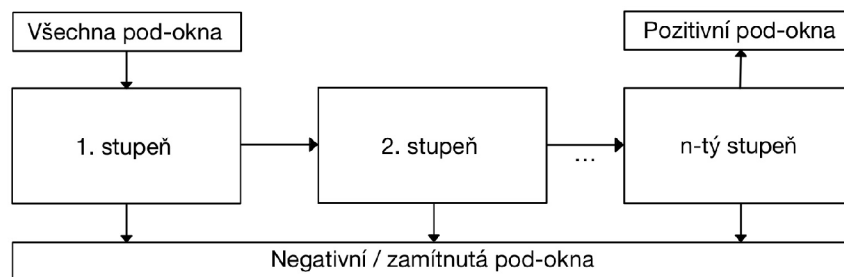 Všechna pod-okna
Pozitivní pod-okna
1. stupeň
2. stupeň
...
n-tý stupeň
Negativní / zamítnutá pod-okna